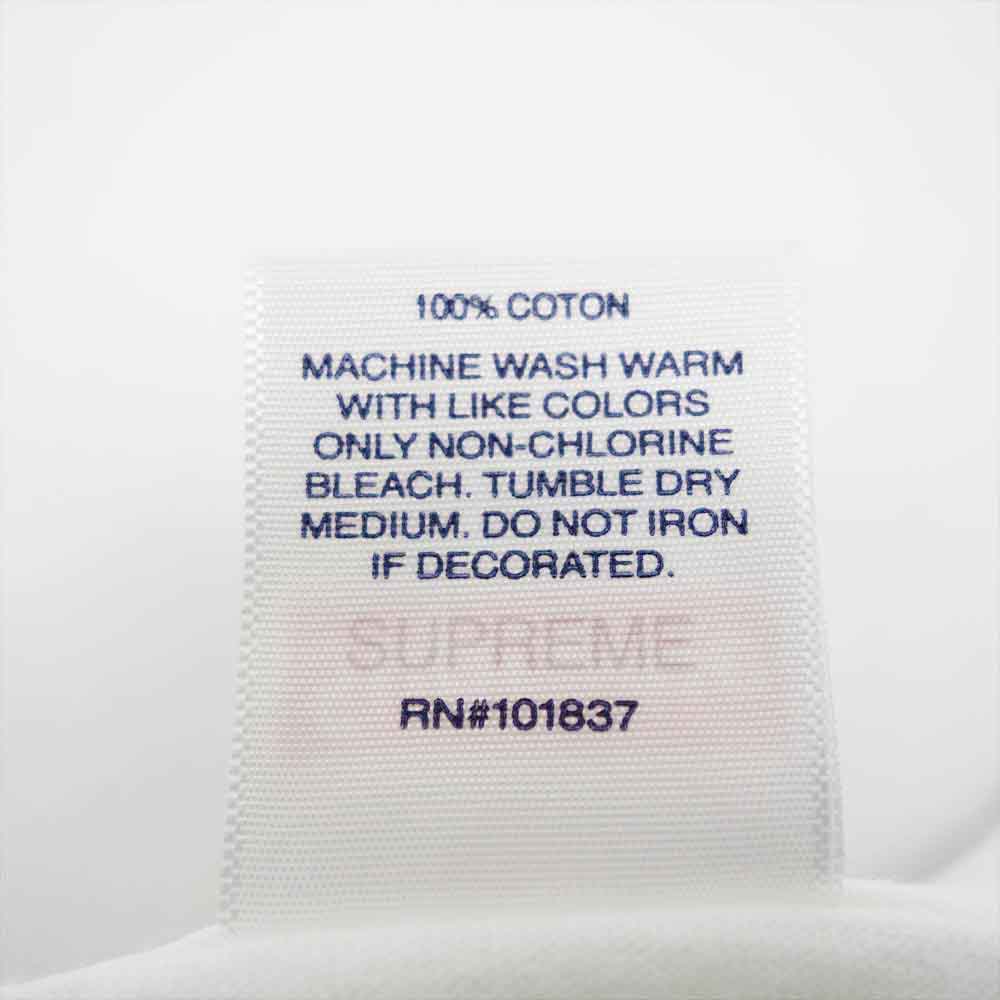 100% COTON
MACHINE WASH WARM
WITH LIKE COLORS
ONLY NON-CHLORINE
BLEACH. TUMBLE DRY
MEDIUM. DO NOT IRON
IF DECORATED.
SUPREME
RN#101837